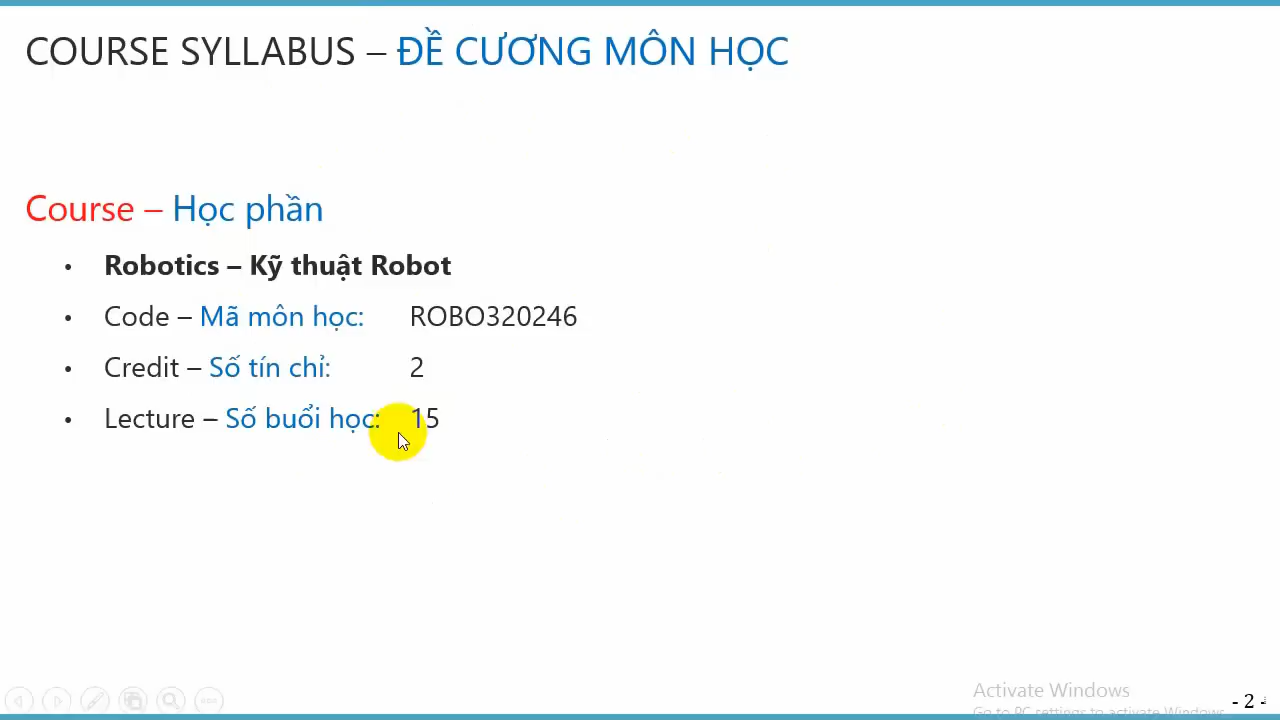 COURSE SYLLABUS – ĐỀ CƯƠNG MÔN HỌC
Course – Học phần
• Robotics – Kỹ thuật Robot
• Code – Mã môn học: ROBO320246
• Credit – Số tín chỉ: 2
• Lecture – Số buổi học: 15
Activate Windows
Go to PC settings to activate Windows.
- 2 -